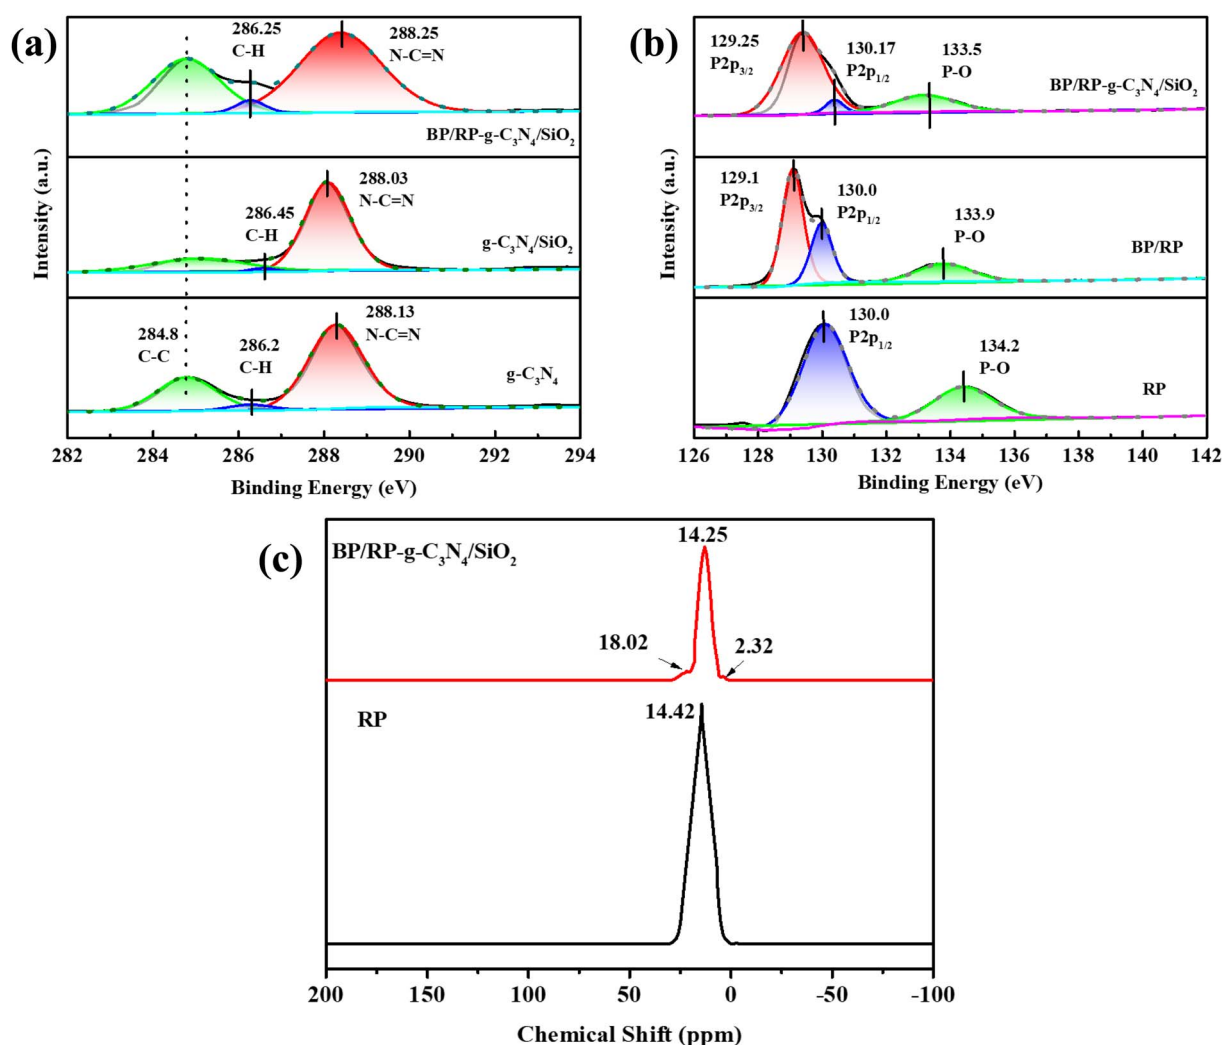 (a)
Intensity (a.u.)
286.25
C-H
288.25
N-C=N
BP/RP-g-C3N4/SiO2
286.45
C-H
288.03
N-C=N
g-C3N4/SiO2
284.8
C-C
286.2
C-H
288.13
N-C=N
g-C3N4
282 284 286 288 290 292 294
Binding Energy (eV)
(b)
Intensity (a.u.)
129.25
P2p3/2
130.17
P2p1/2
133.5
P-O
BP/RP-g-C3N4/SiO2
129.1
P2p3/2
130.0
P2p1/2
133.9
P-O
BP/RP
130.0
P2p1/2
134.2
P-O
RP
126 128 130 132 134 136 138 140 142
Binding Energy (eV)
(c)
BP/RP-g-C3N4/SiO2
14.25
18.02
2.32
RP
14.42
200 150 100 50 0 -50 -100
Chemical Shift (ppm)